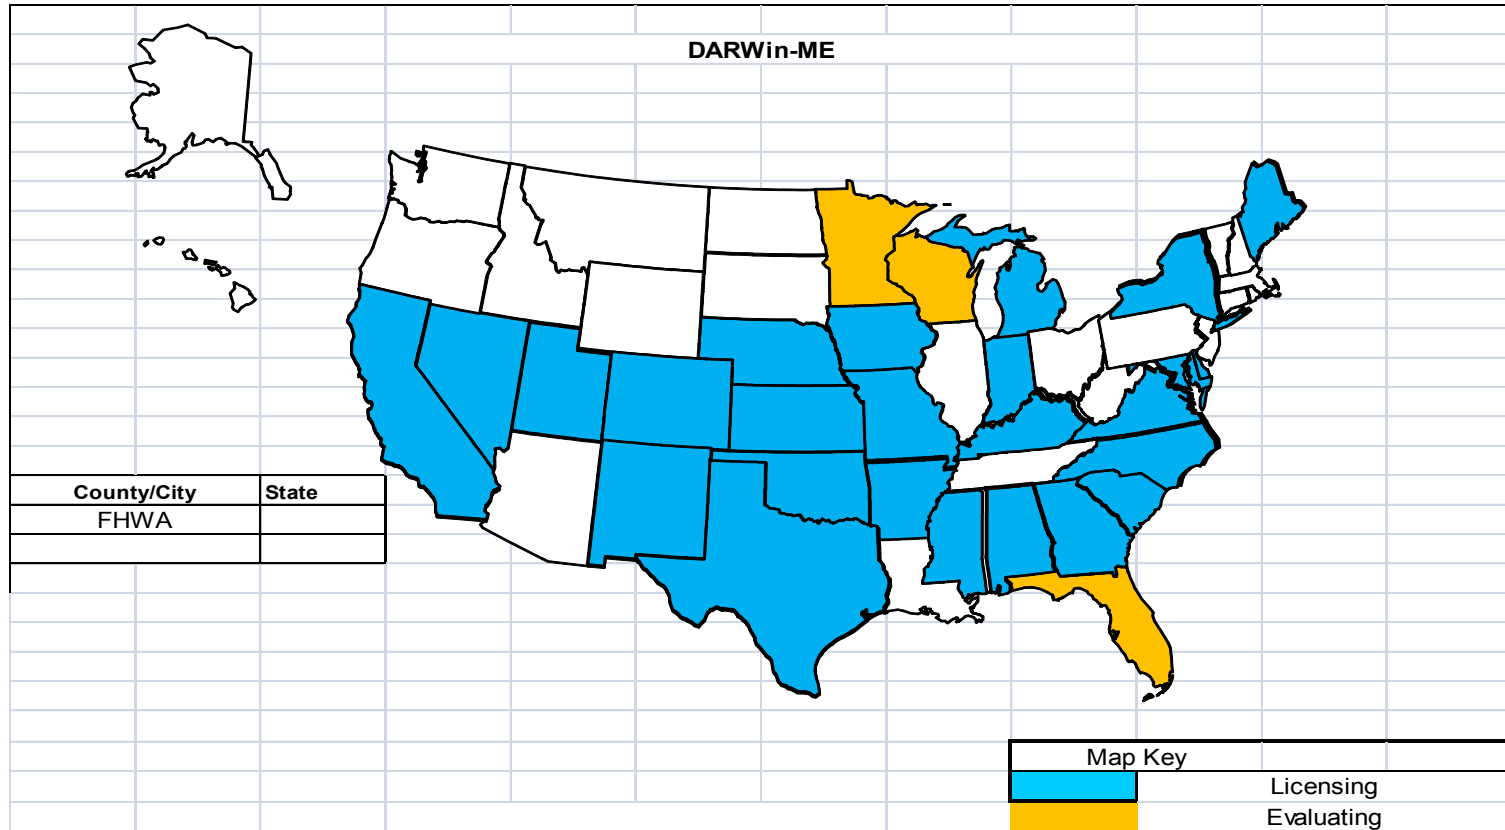 DARWin-ME
County/City State
FHWA
Map Key
Licensing
Evaluating